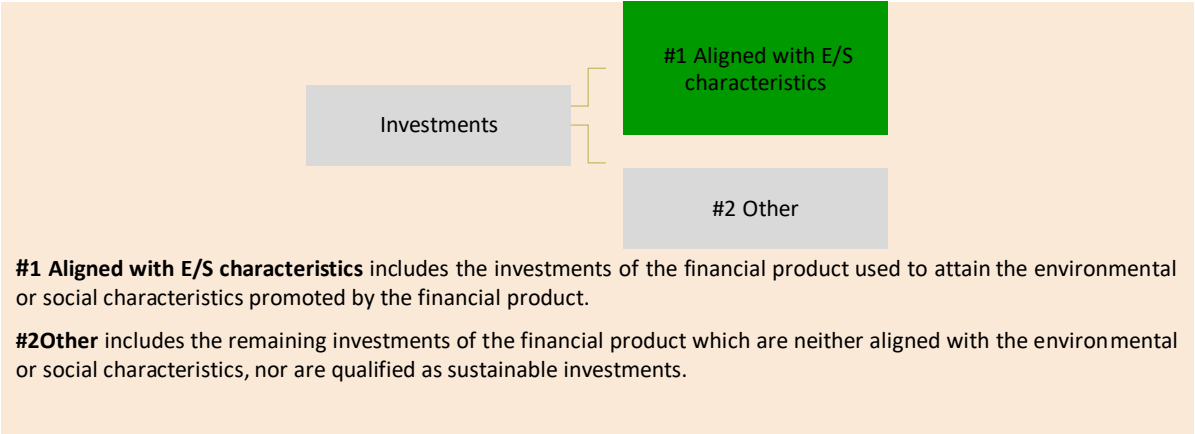 #1 Aligned with E/S
characteristics
Investments
#2 Other
#1 Aligned with E/S characteristics includes the investments of the financial product used to attain the environmental
or social characteristics promoted by the financial product.
#2Other includes the remaining investments of the financial product which are neither aligned with the environmental
or social characteristics, nor are qualified as sustainable investments.